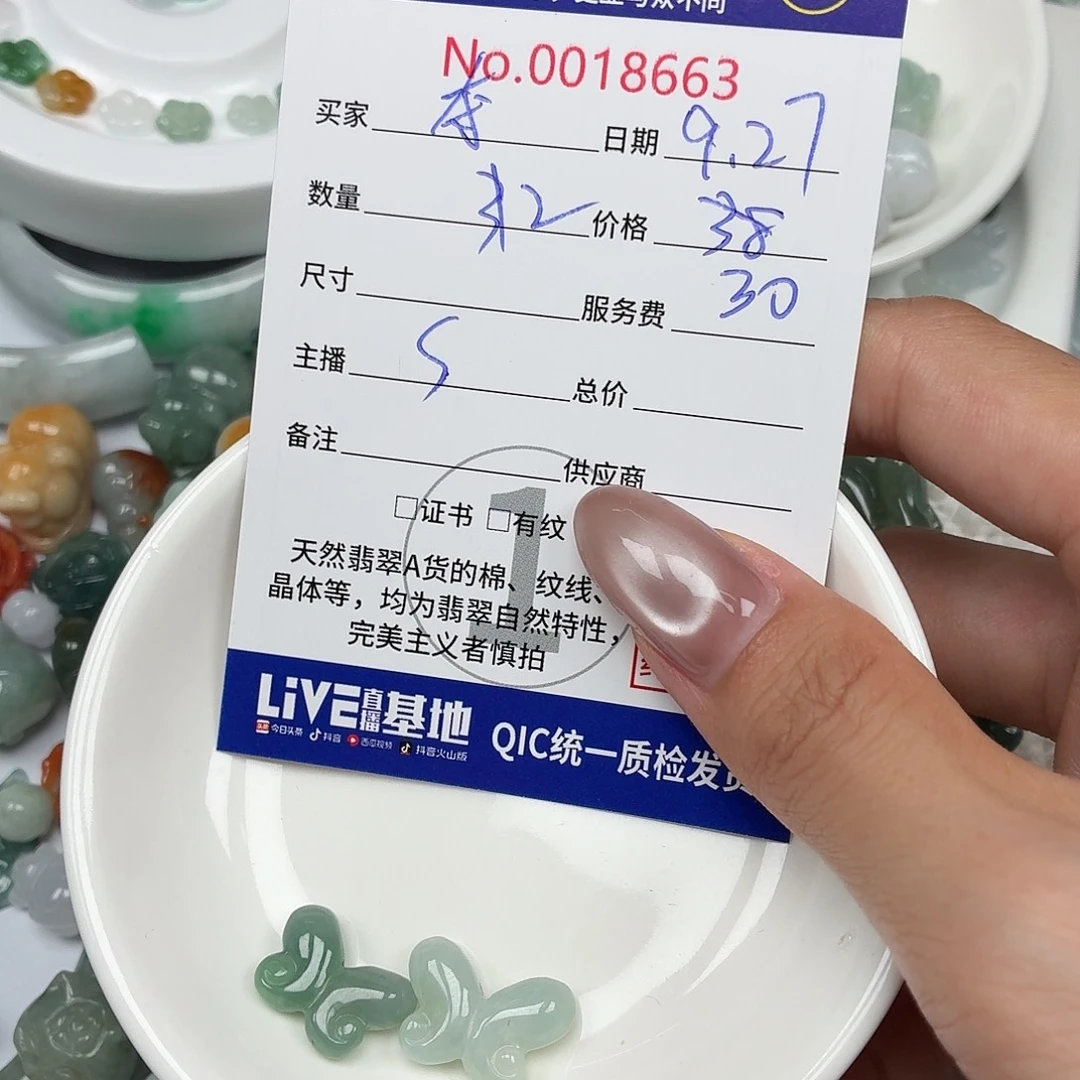 No.0018663
买家 日期 9.27
数量 2 价格 38
尺寸 服务费 30
主播 S 总价
备注 供应商
□证书 □有纹
1
天然翡翠A货的棉、纹线、
晶体等，均为翡翠自然特性，
完美主义者慎拍
LiVE直播基地 QIC统一质检发货
今日头条 抖音 西瓜视频 抖音火山版